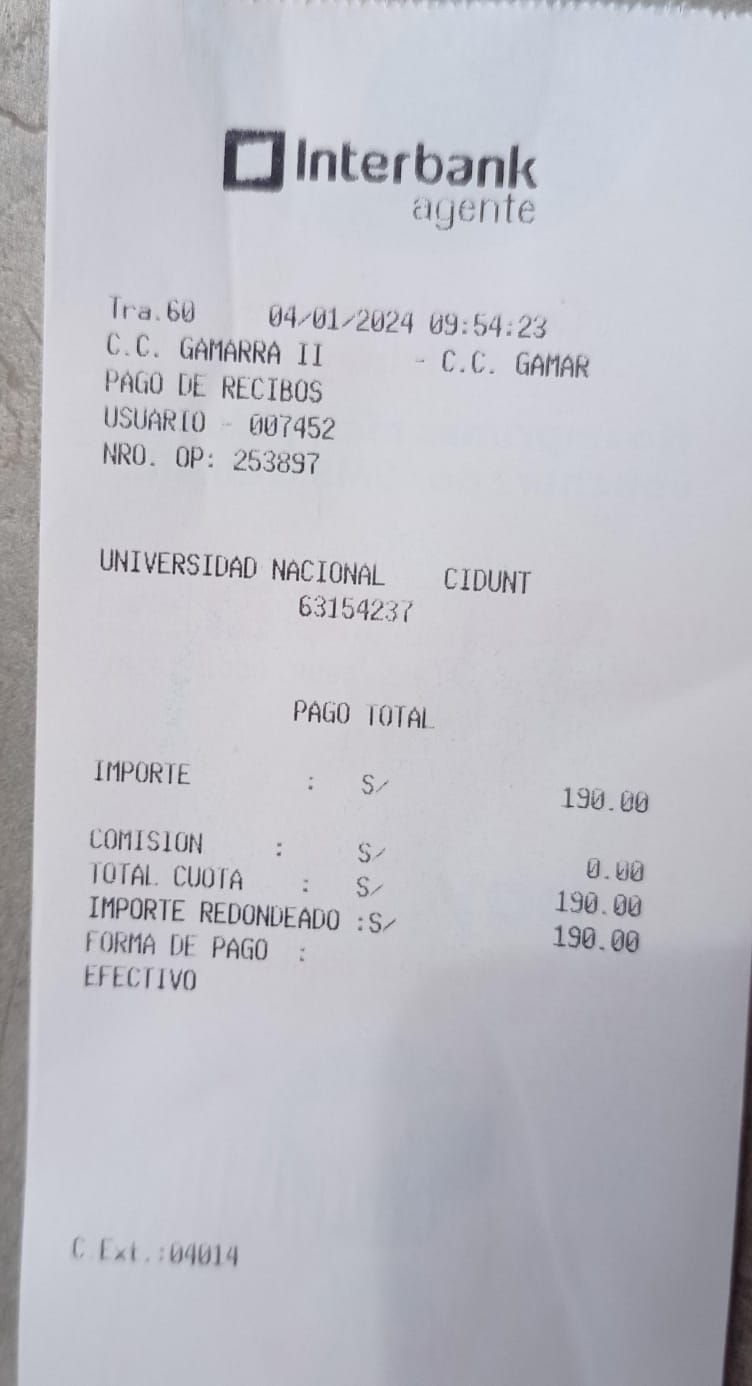 Interbank
agente
Tra.60 04/01/2024 09:54:23
C.C. GAMARRA II - C.C. GAMAR
PAGO DE RECIBOS
USUARIO - 007452
NRO. OP: 253897
UNIVERSIDAD NACIONAL CIDUNT
63154237
PAGO TOTAL
IMPORTE : S/ 190.00
COMISION : S/ 0.00
TOTAL CUOTA : S/ 190.00
IMPORTE REDONDEADO :S/ 190.00
FORMA DE PAGO :
EFECTIVO
C.Ext.:04014